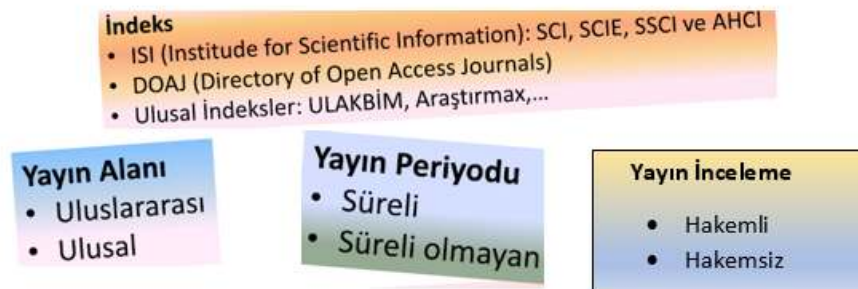 İndeks
• ISI (Institude for Scientific Information): SCI, SCIE, SSCI ve AHCI
• DOAJ (Directory of Open Access Journals)
• Ulusal İndeksler: ULAKBİM, Araştırmax,...
Yayın Alanı
• Uluslararası
• Ulusal
Yayın Periyodu
• Süreli
• Süreli olmayan
Yayın İnceleme
• Hakemli
• Hakemsiz